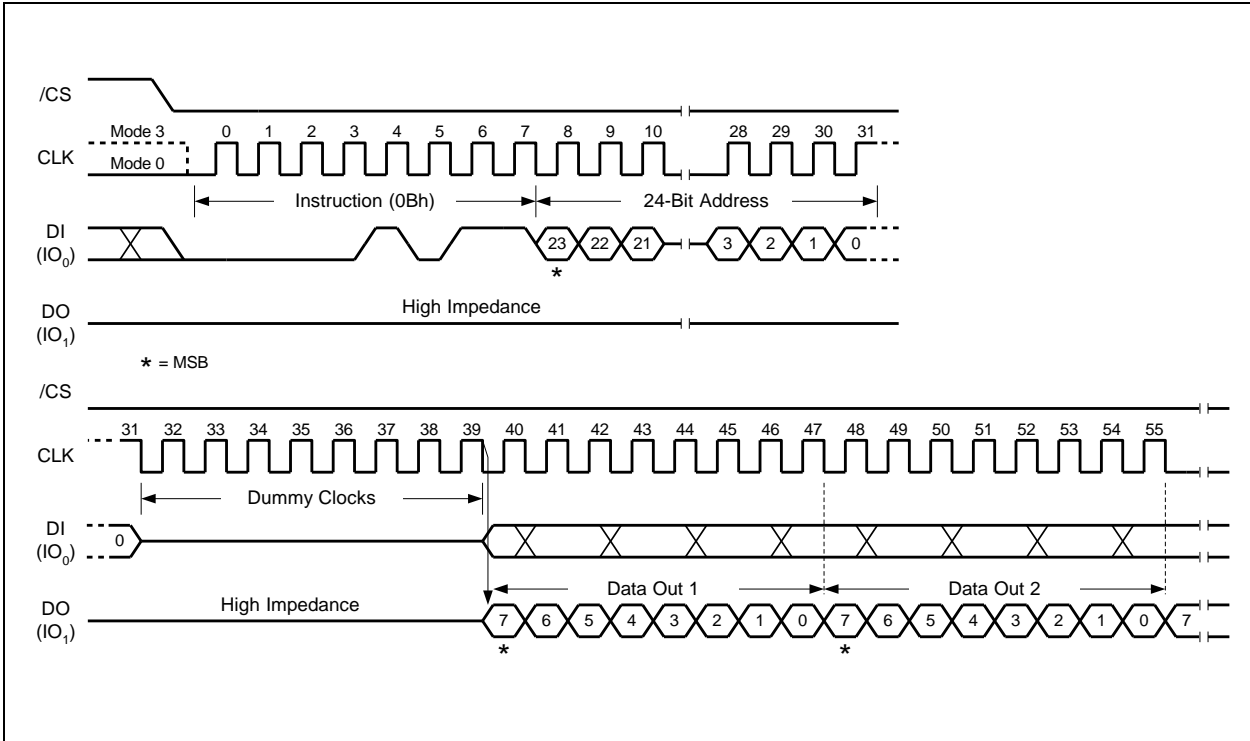 /CS
Mode 3 0 1 2 3 4 5 6 7 8 9 10 28 29 30 31
CLK
Mode 0
Instruction (0Bh) 24-Bit Address
DI
(IO0)
23 22 21 3 2 1 0
*
High Impedance
DO
(IO1)
* = MSB
/CS
31 32 33 34 35 36 37 38 39 40 41 42 43 44 45 46 47 48 49 50 51 52 53 54 55
CLK
Dummy Clocks
DI
(IO0)
0
Data Out 1 Data Out 2
High Impedance
DO
(IO1)
7 6 5 4 3 2 1 0 7 6 5 4 3 2 1 0 7
* *